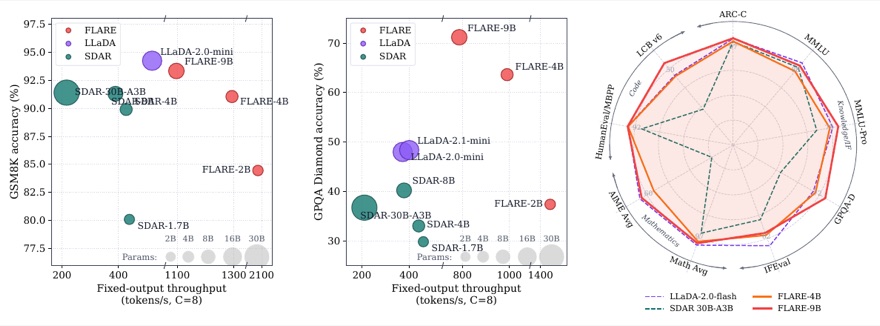 97.5
95.0
92.5
90.0
87.5
85.0
82.5
80.0
77.5
GSM8K accuracy (%)
FLARE
LLaDA
SDAR
LLaDA-2.0-mini
FLARE-9B
SDAR-30B-A3B
SDAR-4B
FLARE-4B
FLARE-2B
SDAR-1.7B
2B 4B 8B 16B 30B
Params:
200 400 1100 1300 2100
Fixed-output throughput
(tokens/s, C=8)
70
60
50
40
30
GPQA Diamond accuracy (%)
FLARE
LLaDA
SDAR
FLARE-9B
FLARE-4B
LLaDA-2.1-mini
LLaDA-2.0-mini
SDAR-8B
SDAR-30B-A3B
FLARE-2B
SDAR-4B
SDAR-1.7B
2B 4B 8B 16B 30B
Params:
200 400 800 1000 1400
Fixed-output throughput
(tokens/s, C=8)
ARC-C
MMLU
MMLU-Pro
GPQA-D
IFEval
Math Avg
AIME Avg
HumanEval/MBPP
LCB v6
Code
Knowledge/IF
Mathematics
LLaDA-2.0-flash
SDAR 30B-A3B
FLARE-4B
FLARE-9B